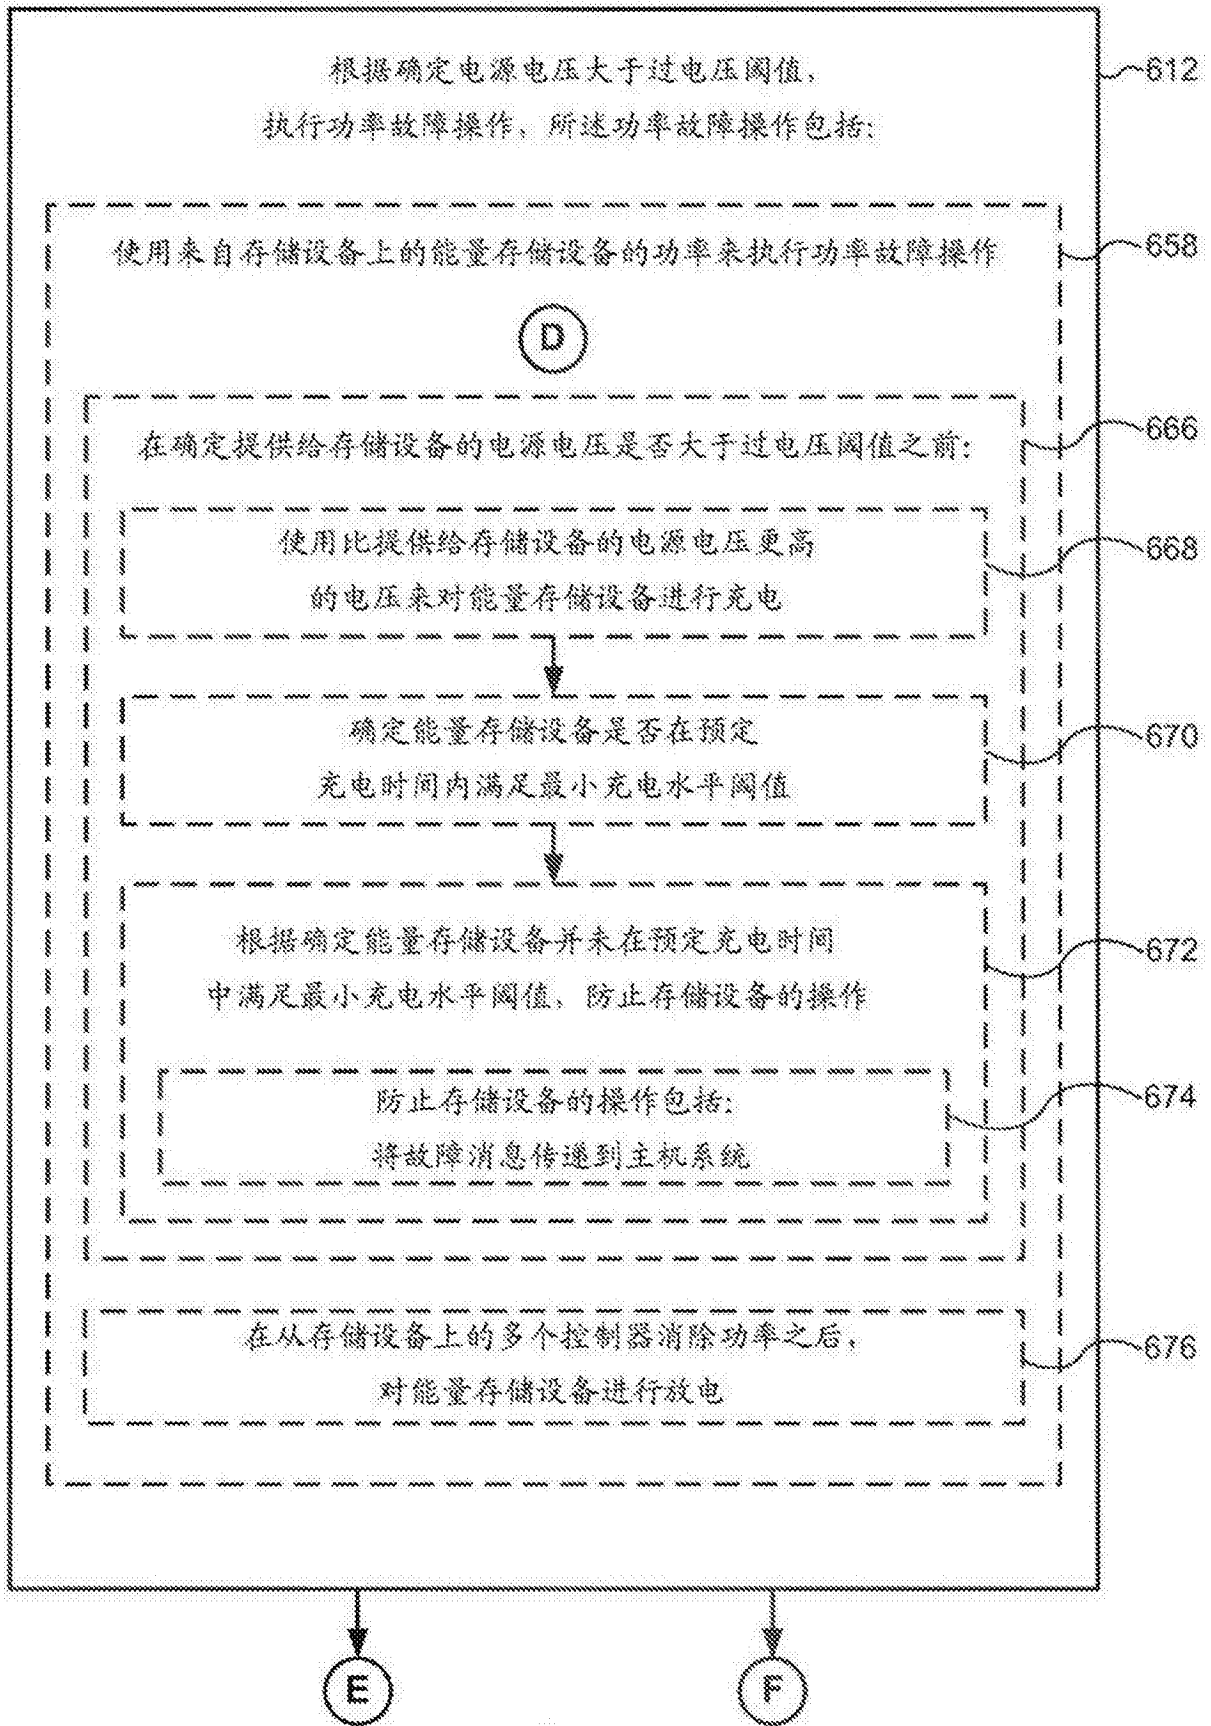 根据确定电源电压大于过电压阈值，
612
执行功率故障操作，所述功率故障操作包括：
使用来自存储设备上的能量存储设备的功率来执行功率故障操作
658
D
在确定提供给存储设备的电源电压是否大于过电压阈值之前：
666
使用比提供给存储设备的电源电压更高
668
的电压来对能量存储设备进行充电
确定能量存储设备是否在预定
670
充电时间内满足最小充电水平阈值
根据确定能量存储设备并未在预定充电时间
672
中满足最小充电水平阈值，防止存储设备的操作
防止存储设备的操作包括：
674
将故障消息传递到主机系统
在从存储设备上的多个控制器消除功率之后，
676
对能量存储设备进行放电
E
F